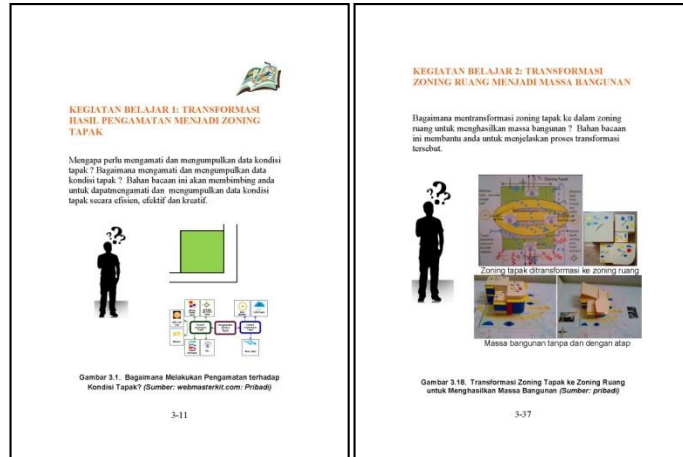 KEGIATAN BELAJAR 1: TRANSFORMASI
HASIL PENGAMATAN MENJADI ZONING
TAPAK
Mengapa perlu mengamati dan mengumpulkan data kondisi
tapak ? Bagaimana mengamati dan mengumpulkan data
kondisi tapak ? Bahan bacaan ini akan membimbing anda
untuk dapatmengamati dan mengumpulkan data kondisi
tapak secara efisien, efektif dan kreatif.
???
Gambar 3.1. Bagaimana Melakukan Pengamatan terhadap
Kondisi Tapak? (Sumber: webmasterkit.com: Pribadi)
3-11
KEGIATAN BELAJAR 2: TRANSFORMASI
ZONING RUANG MENJADI MASSA BANGUNAN
Bagaimana mentransformasi zoning tapak ke dalam zoning
ruang untuk menghasilkan massa bangunan ? Bahan bacaan
ini membantu anda untuk menjelaskan proses transformasi
tersebut.
???
Zoning Tapak
Zoning tapak ditransformasi ke zoning ruang
Massa bangunan tanpa dan dengan atap
Gambar 3.18. Transformasi Zoning Tapak ke Zoning Ruang
untuk Menghasilkan Massa Bangunan (Sumber: pribadi)
3-37